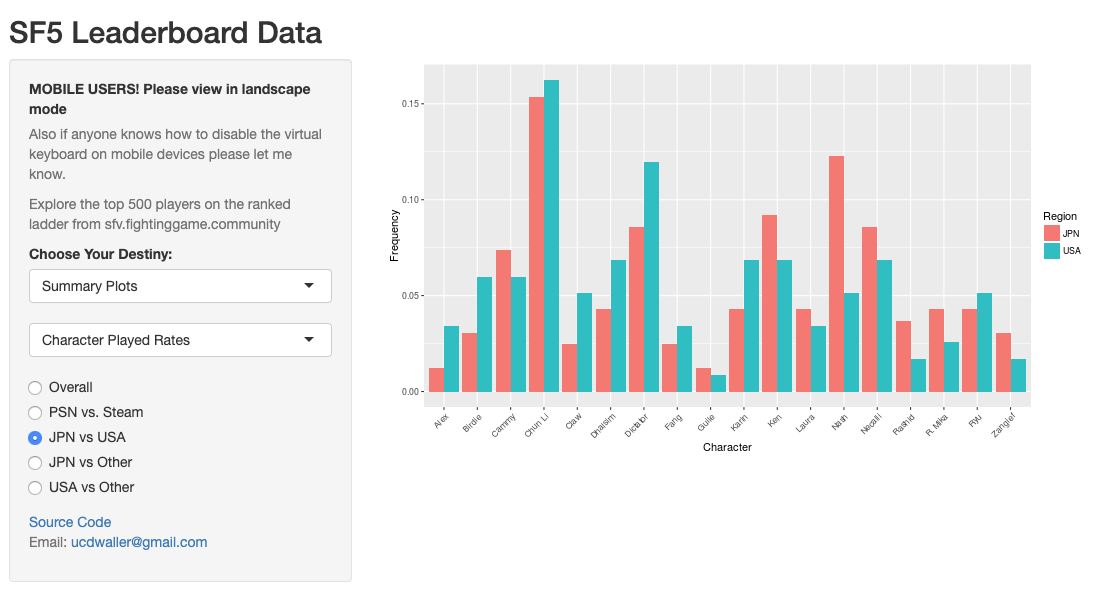 SF5 Leaderboard Data
MOBILE USERS! Please view in landscape
mode
Also if anyone knows how to disable the virtual
keyboard on mobile devices please let me
know.
Explore the top 500 players on the ranked
ladder from sfv.fightinggame.community
Choose Your Destiny:
Summary Plots
Character Played Rates
Overall
PSN vs. Steam
JPN vs USA
JPN vs Other
USA vs Other
Source Code
Email: ucdwaller@gmail.com
Frequency
0.15
0.10
0.05
0.00
Alex
Birdie
Cammy
Chun Li
Claw
Dhalsim
Dictator
Fang
Guile
Karin
Ken
Laura
Nash
Necalli
Rashid
R. Mika
Ryu
Zangief
Character
Region
JPN
USA